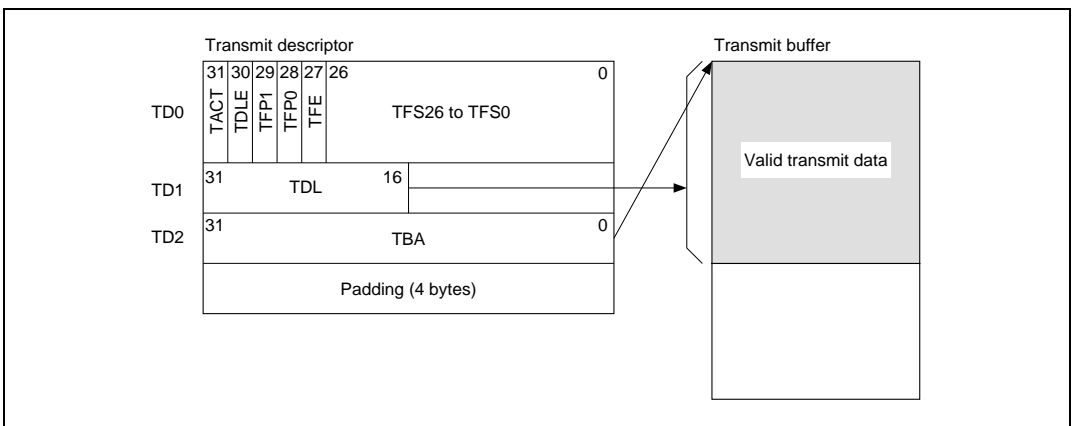 Transmit descriptor
Transmit buffer
31 30 29 28 27 26 0
TD0
TACT
TDLE
TFP1
TFP0
TFE
TFS26 to TFS0
Valid transmit data
TD1
31 TDL 16
TD2
31 TBA 0
Padding (4 bytes)